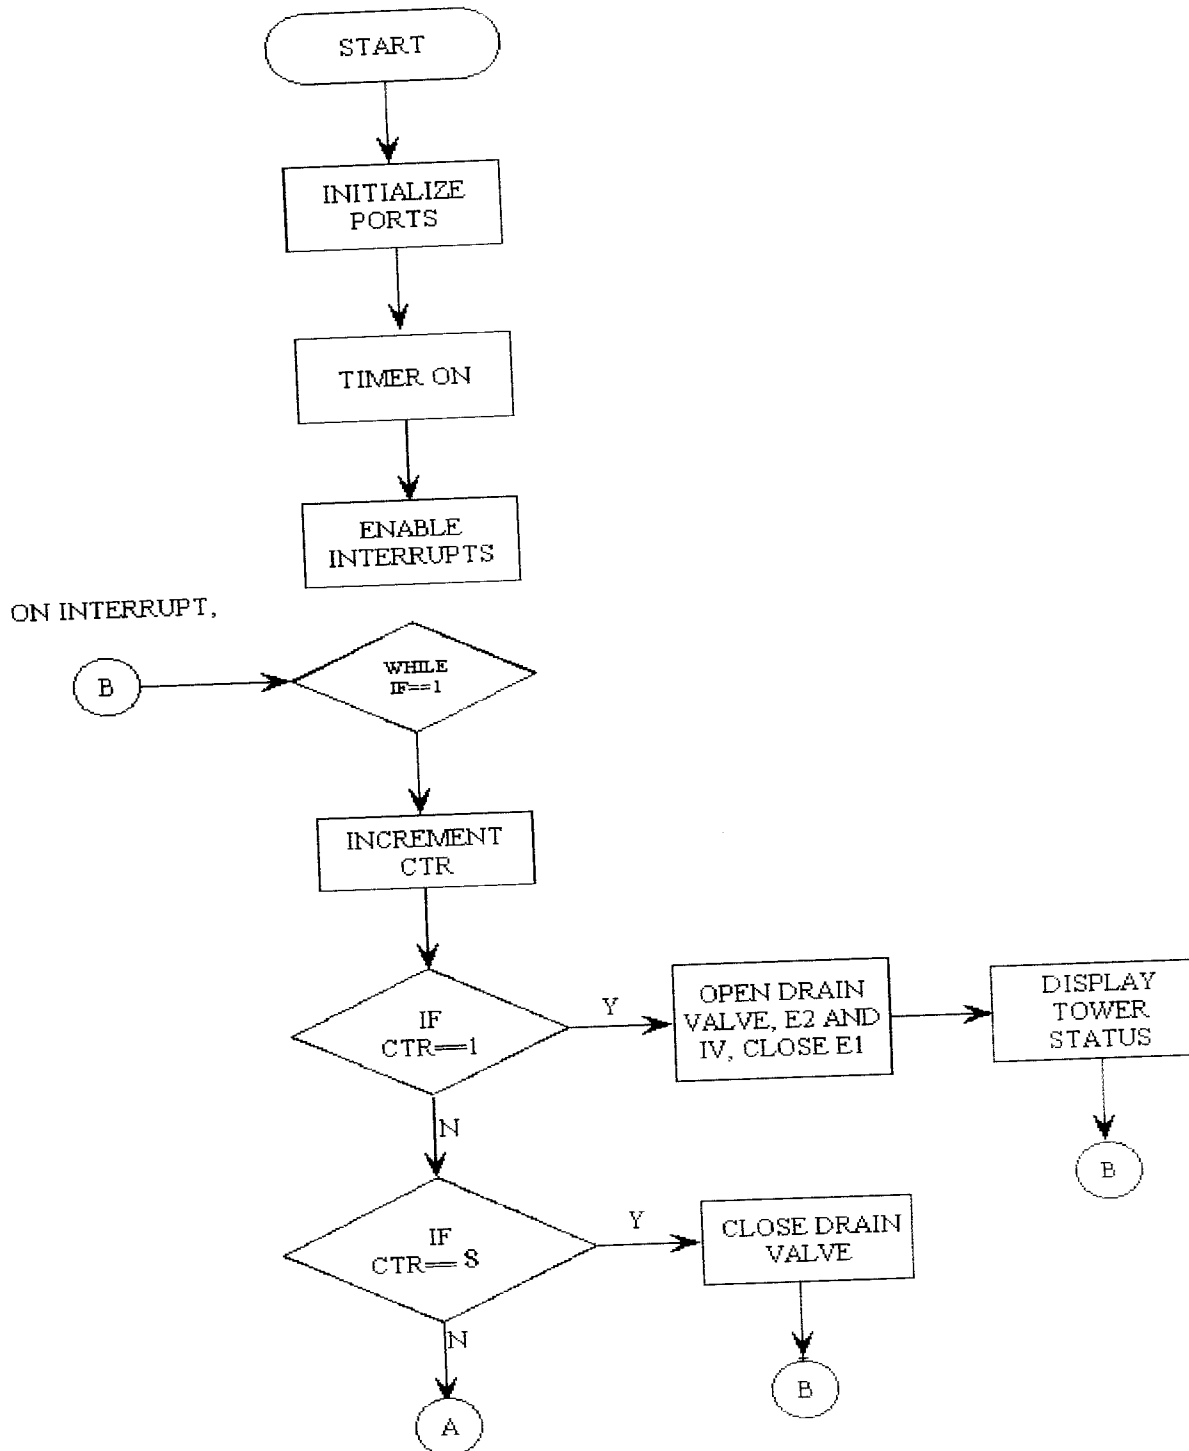 START
INITIALIZE
PORTS
TIMER ON
ENABLE
INTERRUPTS
ON INTERRUPT,
B
WHILE
IF==1
INCREMENT
CTR
IF
CTR==1
Y
OPEN DRAIN
VALVE, E2 AND
IV, CLOSE E1
DISPLAY
TOWER
STATUS
B
N
IF
CTR== 8
Y
CLOSE DRAIN
VALVE
B
N
A